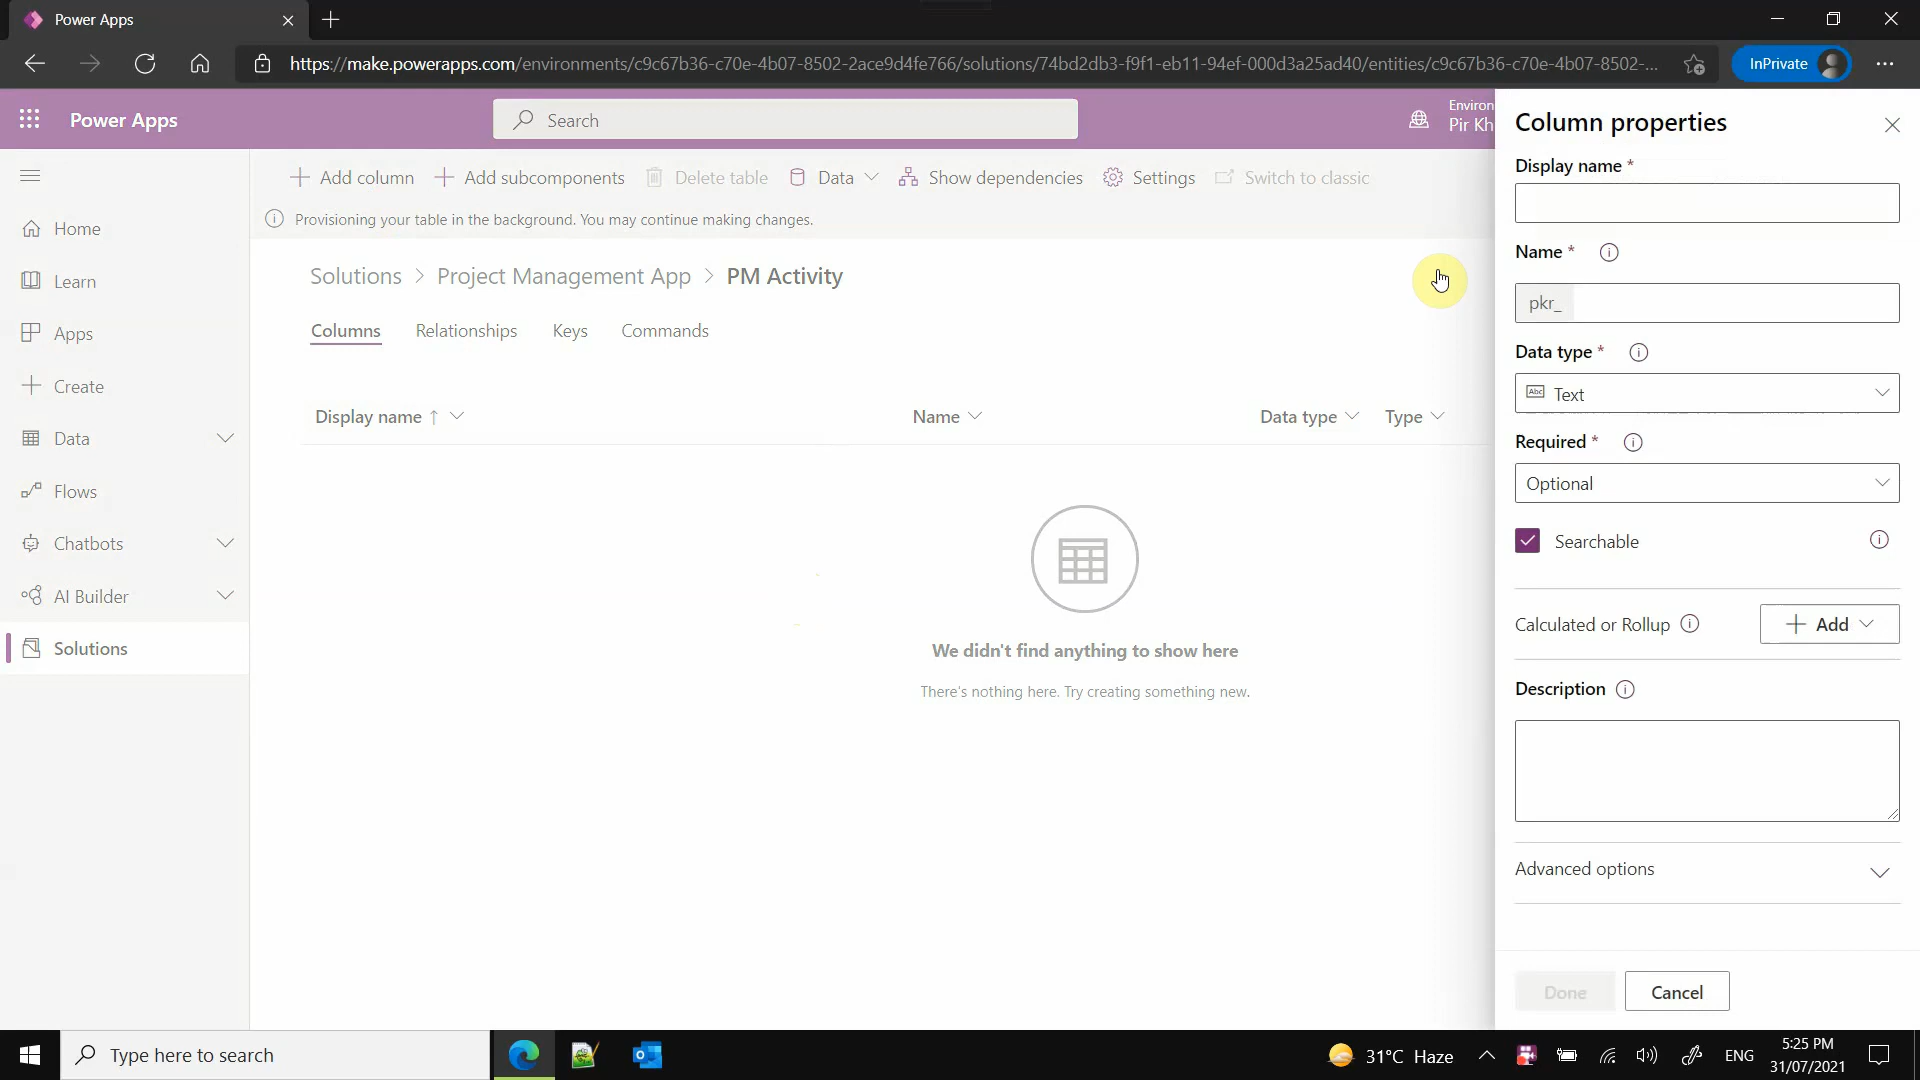 Power Apps
https://make.powerapps.com/environments/c9c67b36-c70e-4b07-8502-2ace9d4fe766/solutions/74bd2db3-f9f1-eb11-94ef-000d3a25ad40/entities/c9c67b36-c70e-4b07-8502-...
InPrivate
Power Apps
Search
Environ
Pir Kh
Add column
Add subcomponents
Delete table
Data
Show dependencies
Settings
Switch to classic
Provisioning your table in the background. You may continue making changes.
Home
Learn
Apps
Create
Data
Flows
Chatbots
AI Builder
Solutions
Solutions > Project Management App > PM Activity
Columns
Relationships
Keys
Commands
Display name ↑
Name
Data type
Type
We didn't find anything to show here
There's nothing here. Try creating something new.
Column properties
Display name *
Name *
pkr_
Data type *
Abc Text
Required *
Optional
Searchable
Calculated or Rollup
Add
Description
Advanced options
Done
Cancel
Type here to search
31°C Haze
ENG
5:25 PM
31/07/2021